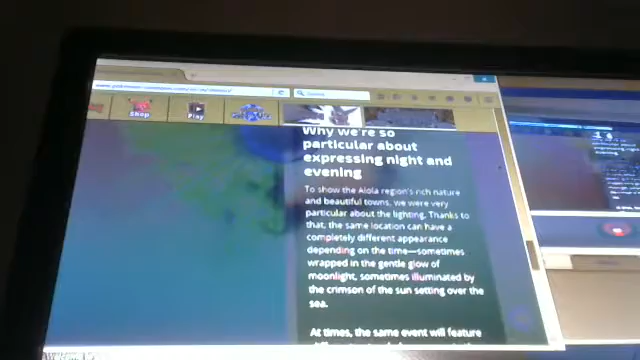 Search
Shop
Play
Why we're so
particular about
expressing night and
evening
To show the Alola region's rich nature
and beautiful towns, we were very
particular about the lighting. Thanks to
that, the same location can have a
completely different appearance
depending on the time—sometimes
wrapped in the gentle glow of
moonlight, sometimes illuminated by
the crimson of the sun setting over the
sea.
At times, the same event will feature